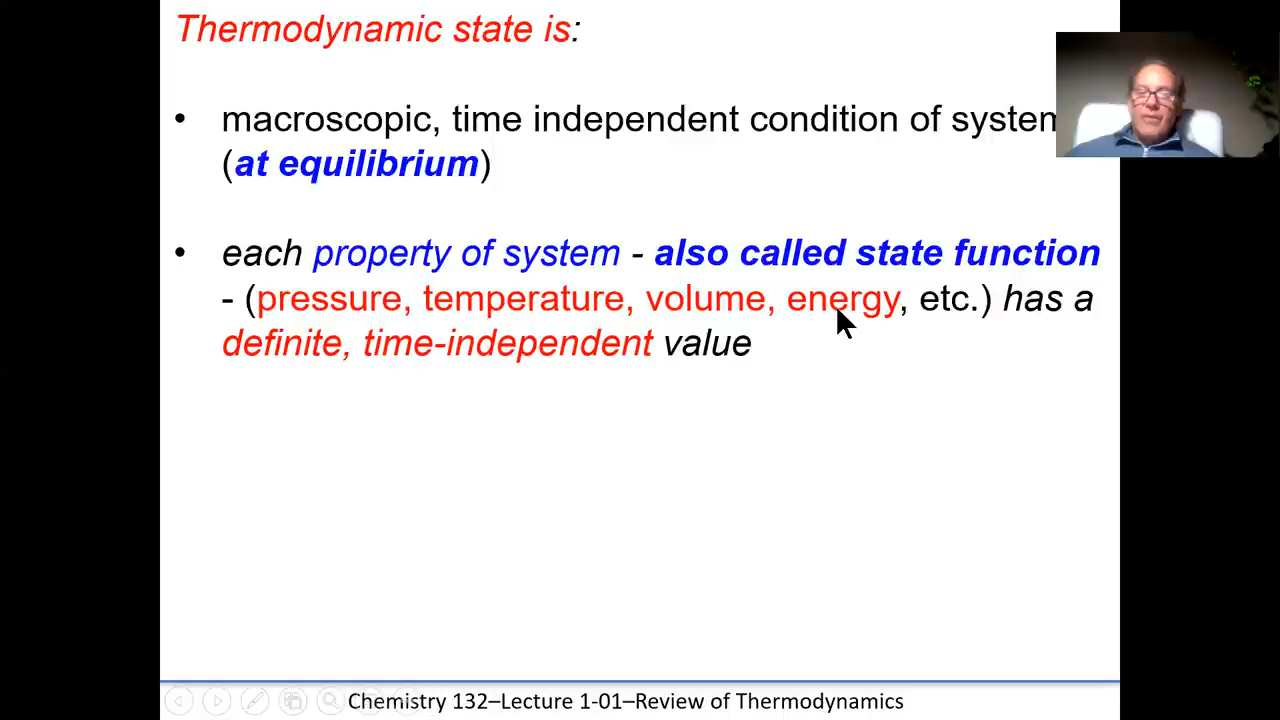 Thermodynamic state is:
• macroscopic, time independent condition of system
(at equilibrium)
• each property of system - also called state function
- (pressure, temperature, volume, energy, etc.) has a
definite, time-independent value
Chemistry 132–Lecture 1-01–Review of Thermodynamics